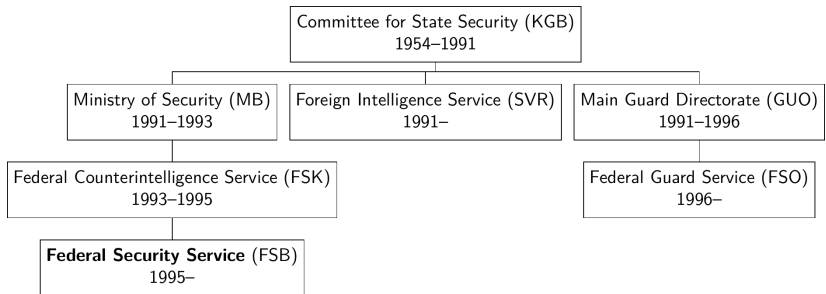 Committee for State Security (KGB)
1954–1991
Ministry of Security (MB)
1991–1993
Foreign Intelligence Service (SVR)
1991–
Main Guard Directorate (GUO)
1991–1996
Federal Counterintelligence Service (FSK)
1993–1995
Federal Guard Service (FSO)
1996–
Federal Security Service (FSB)
1995–